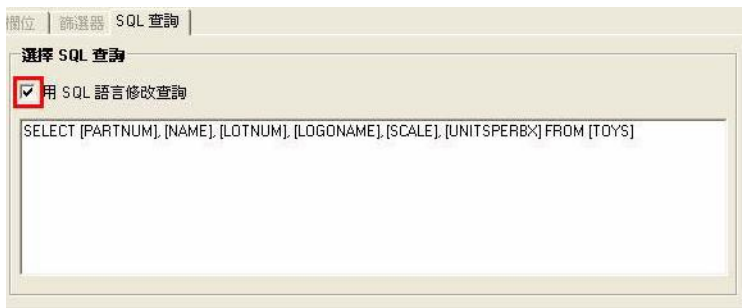 欄位 篩選器 SQL 查詢
選擇 SQL 查詢
用 SQL 語言修改查詢
SELECT [PARTNUM], [NAME], [LOTNUM], [LOGONAME], [SCALE], [UNITSPERBX] FROM [TOYS]